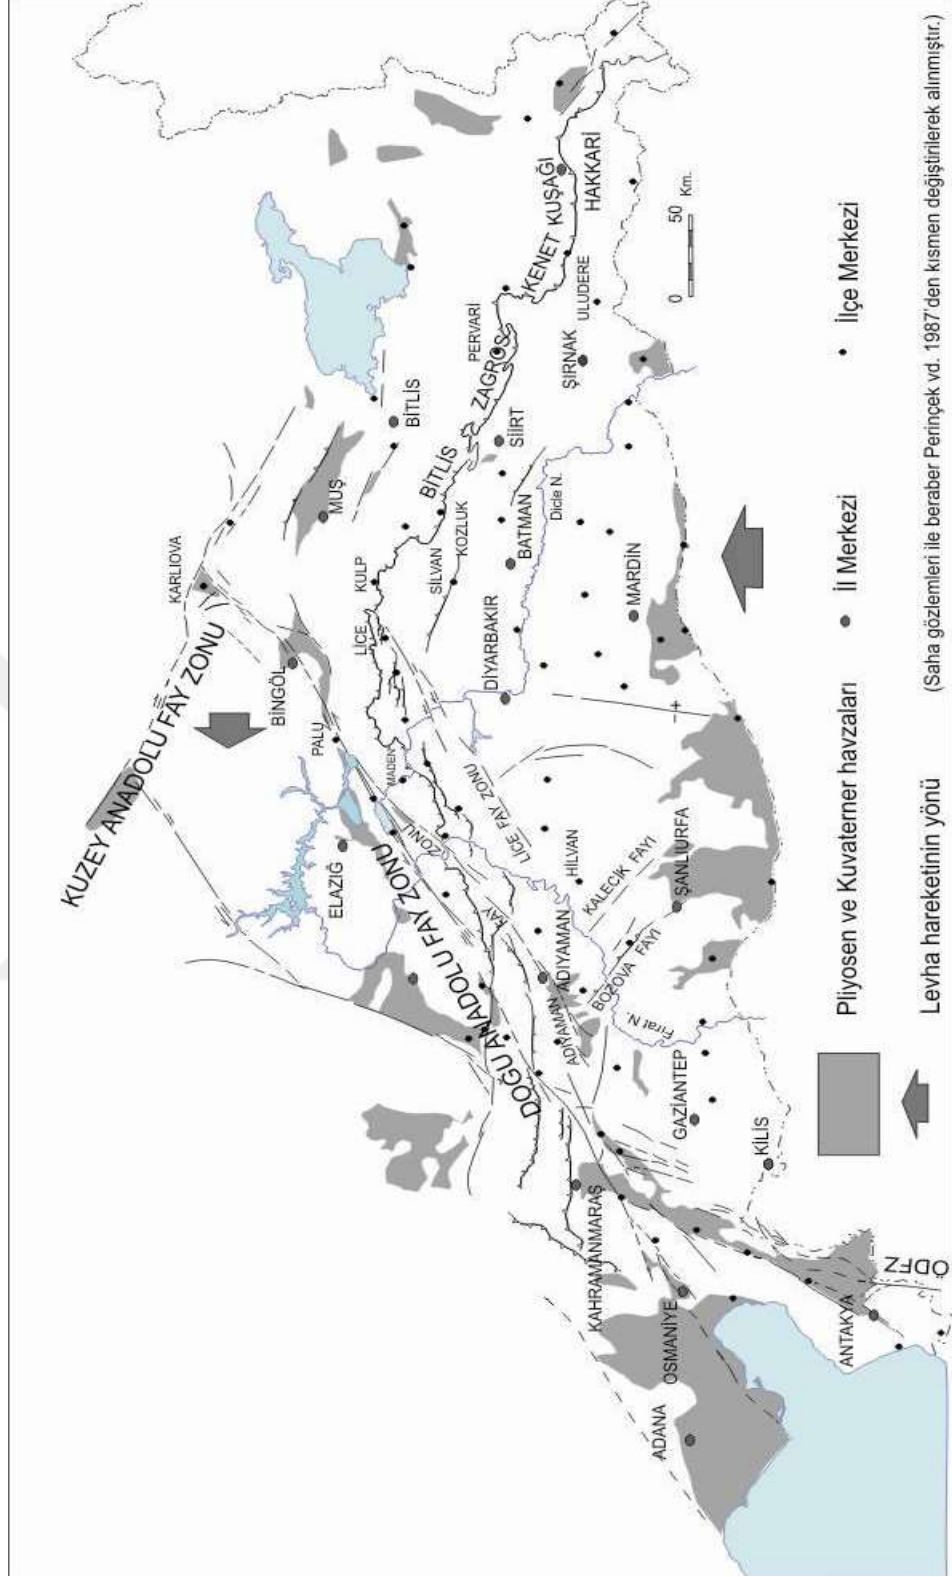 KUZEY ANADOLU FAY ZONU
KARLIOVA
BİNGÖL
MUŞ
BİTLİS
PALU
ELAZIĞ
MADEN
LİCE
KULP
SİLVAN
KOZLUK
BİTLİS
ZAGROS
KENET KUŞAĞI
PERVARİ
SİİRT
ŞIRNAK
ULUDERE
HAKKARİ
BATMAN
Dicle N.
DİYARBAKIR
MARDİN
LİCE FAY ZONU
DOĞU ANADOLU FAY ZONU
ADIYAMAN
FAY
ZONU
ADIYAMAN
HİLVAN
KALECİK FAYI
BOZOVA FAYI
ŞANLIURFA
Fırat N.
GAZİANTEP
KİLİS
KAHRAMANMARAŞ
OSMANİYE
ADANA
ANTAKYA
ÖDFZ
- +
0 50 Km.
Pliyosen ve Kuvaterner havzaları
İl Merkezi
İlçe Merkezi
Levha hareketinin yönü
(Saha gözlemleri ile beraber Perinçek vd. 1987'den kısmen değiştirilerek alınmıştır.)